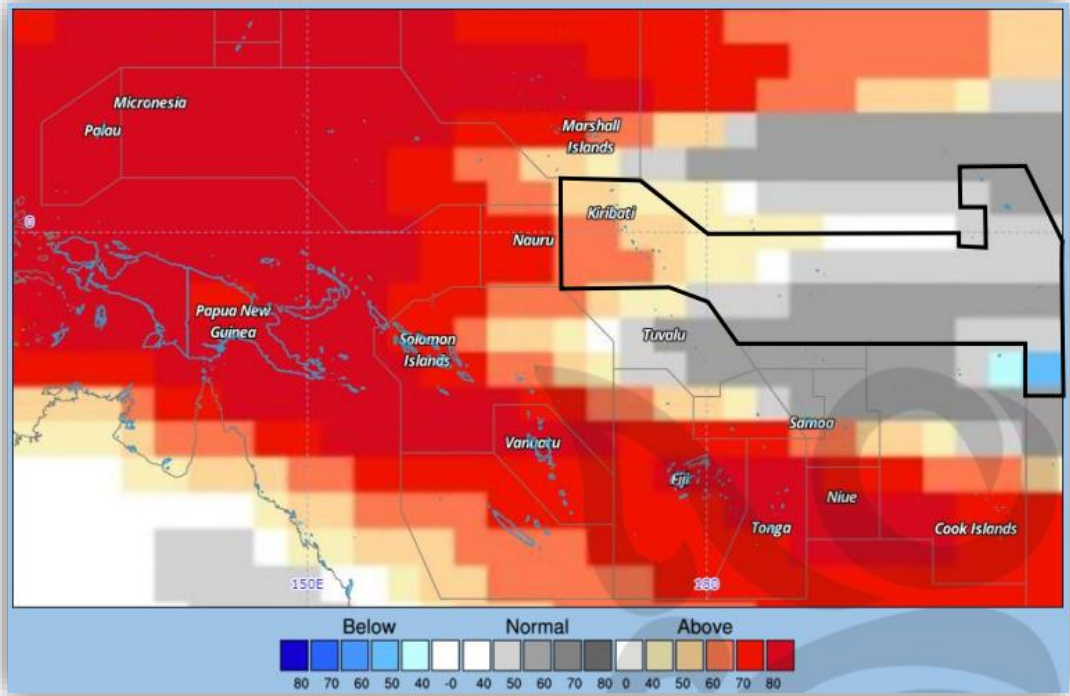 Micronesia
Palau
Marshall
Islands
Kiribati
0
Nauru
Papua New
Guinea
Solomon
Islands
Tuvalu
Samoa
Vanuatu
Fiji
Niue
Tonga
Cook Islands
150E
180
Below Normal Above
80 70 60 50 40 -0 40 50 60 70 80 0 40 50 60 70 80